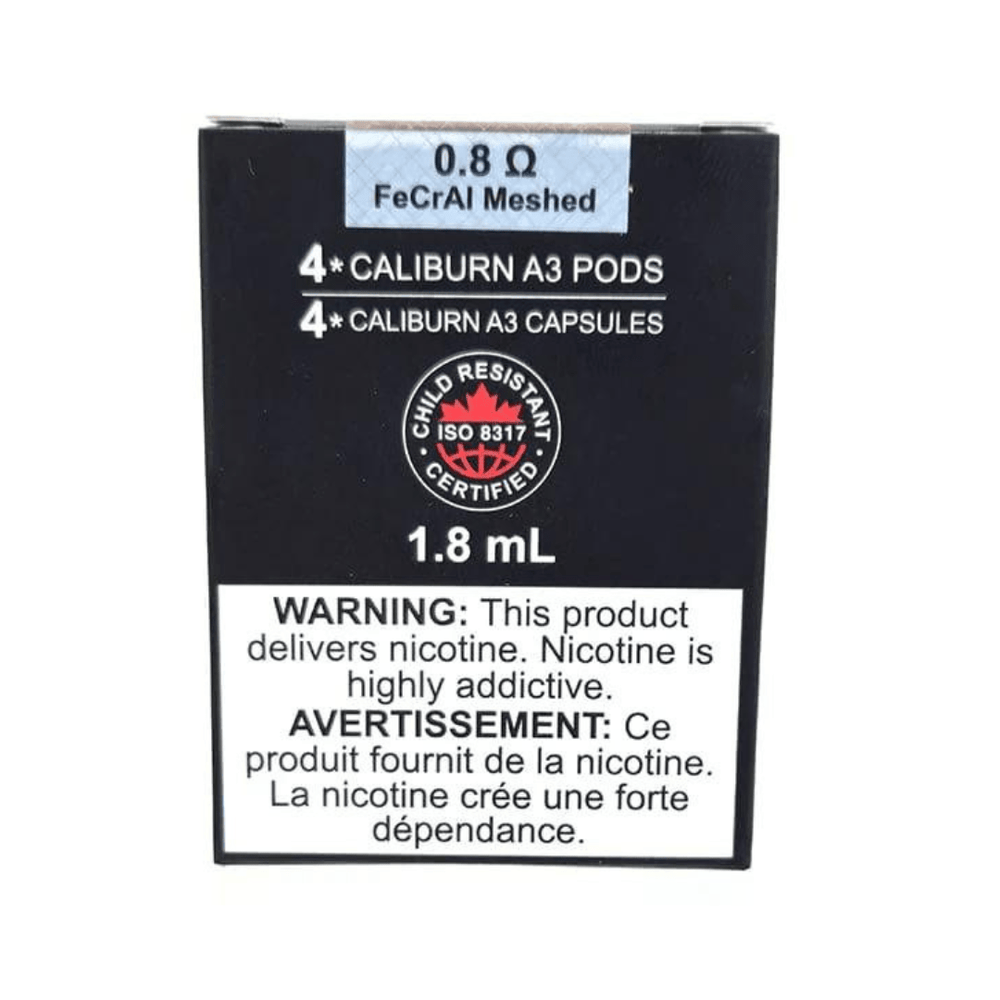 0.8 Ω
FeCrAl Meshed
4* CALIBURN A3 PODS
4* CALIBURN A3 CAPSULES
CHILD RESISTANT
ISO 8317
• CERTIFIED •
1.8 mL
WARNING: This product
delivers nicotine. Nicotine is
highly addictive.
AVERTISSEMENT: Ce
produit fournit de la nicotine.
La nicotine crée une forte
dépendance.